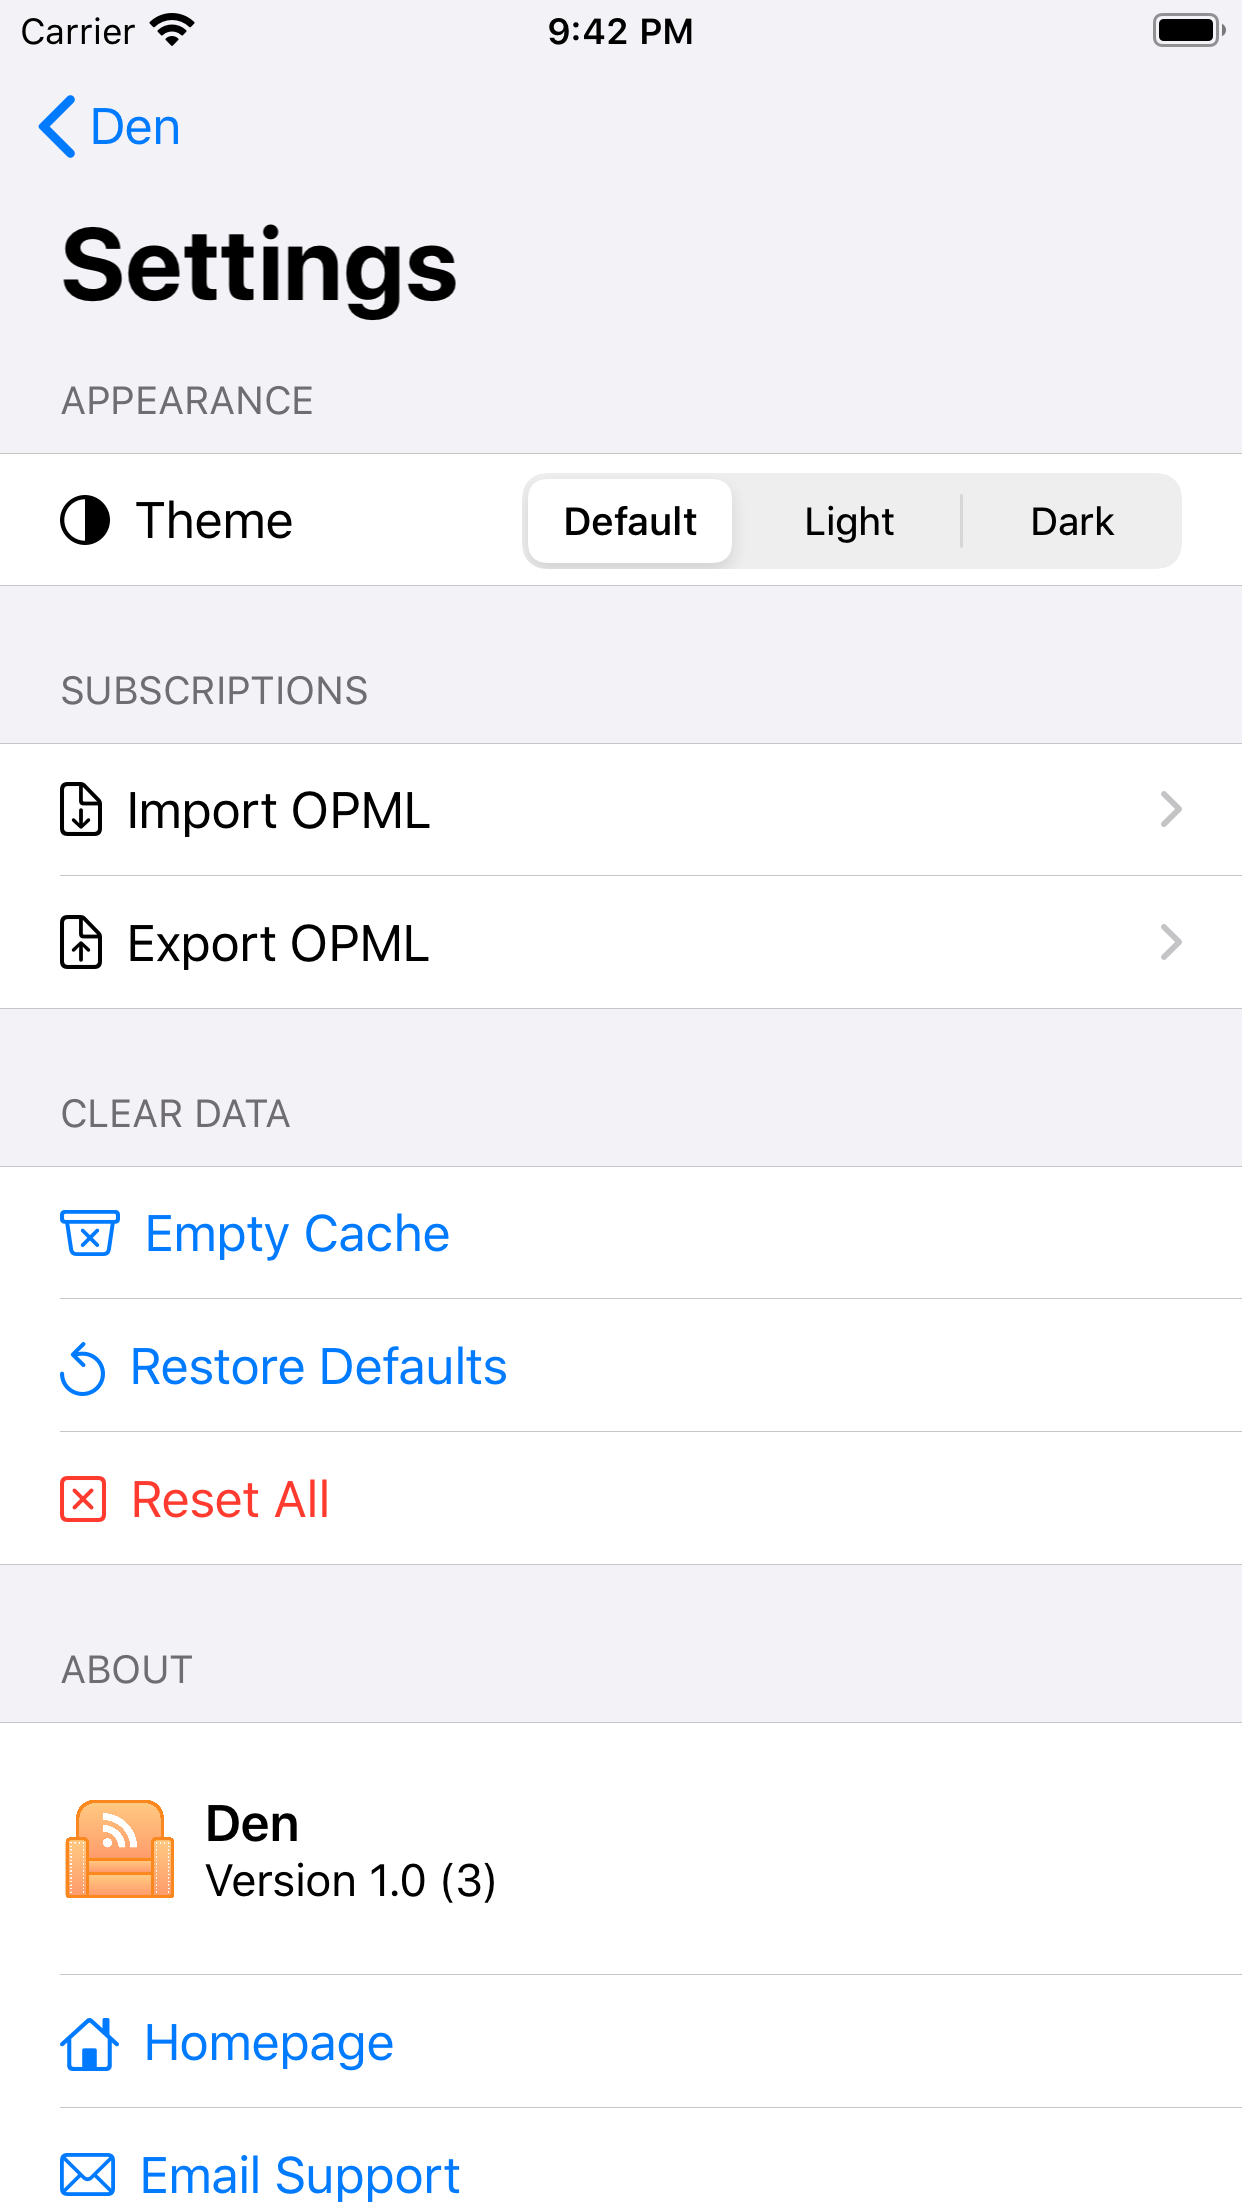 Carrier 9:42 PM
Den
Settings
APPEARANCE
Theme Default Light Dark
SUBSCRIPTIONS
Import OPML
Export OPML
CLEAR DATA
Empty Cache
Restore Defaults
Reset All
ABOUT
Den
Version 1.0 (3)
Homepage
Email Support